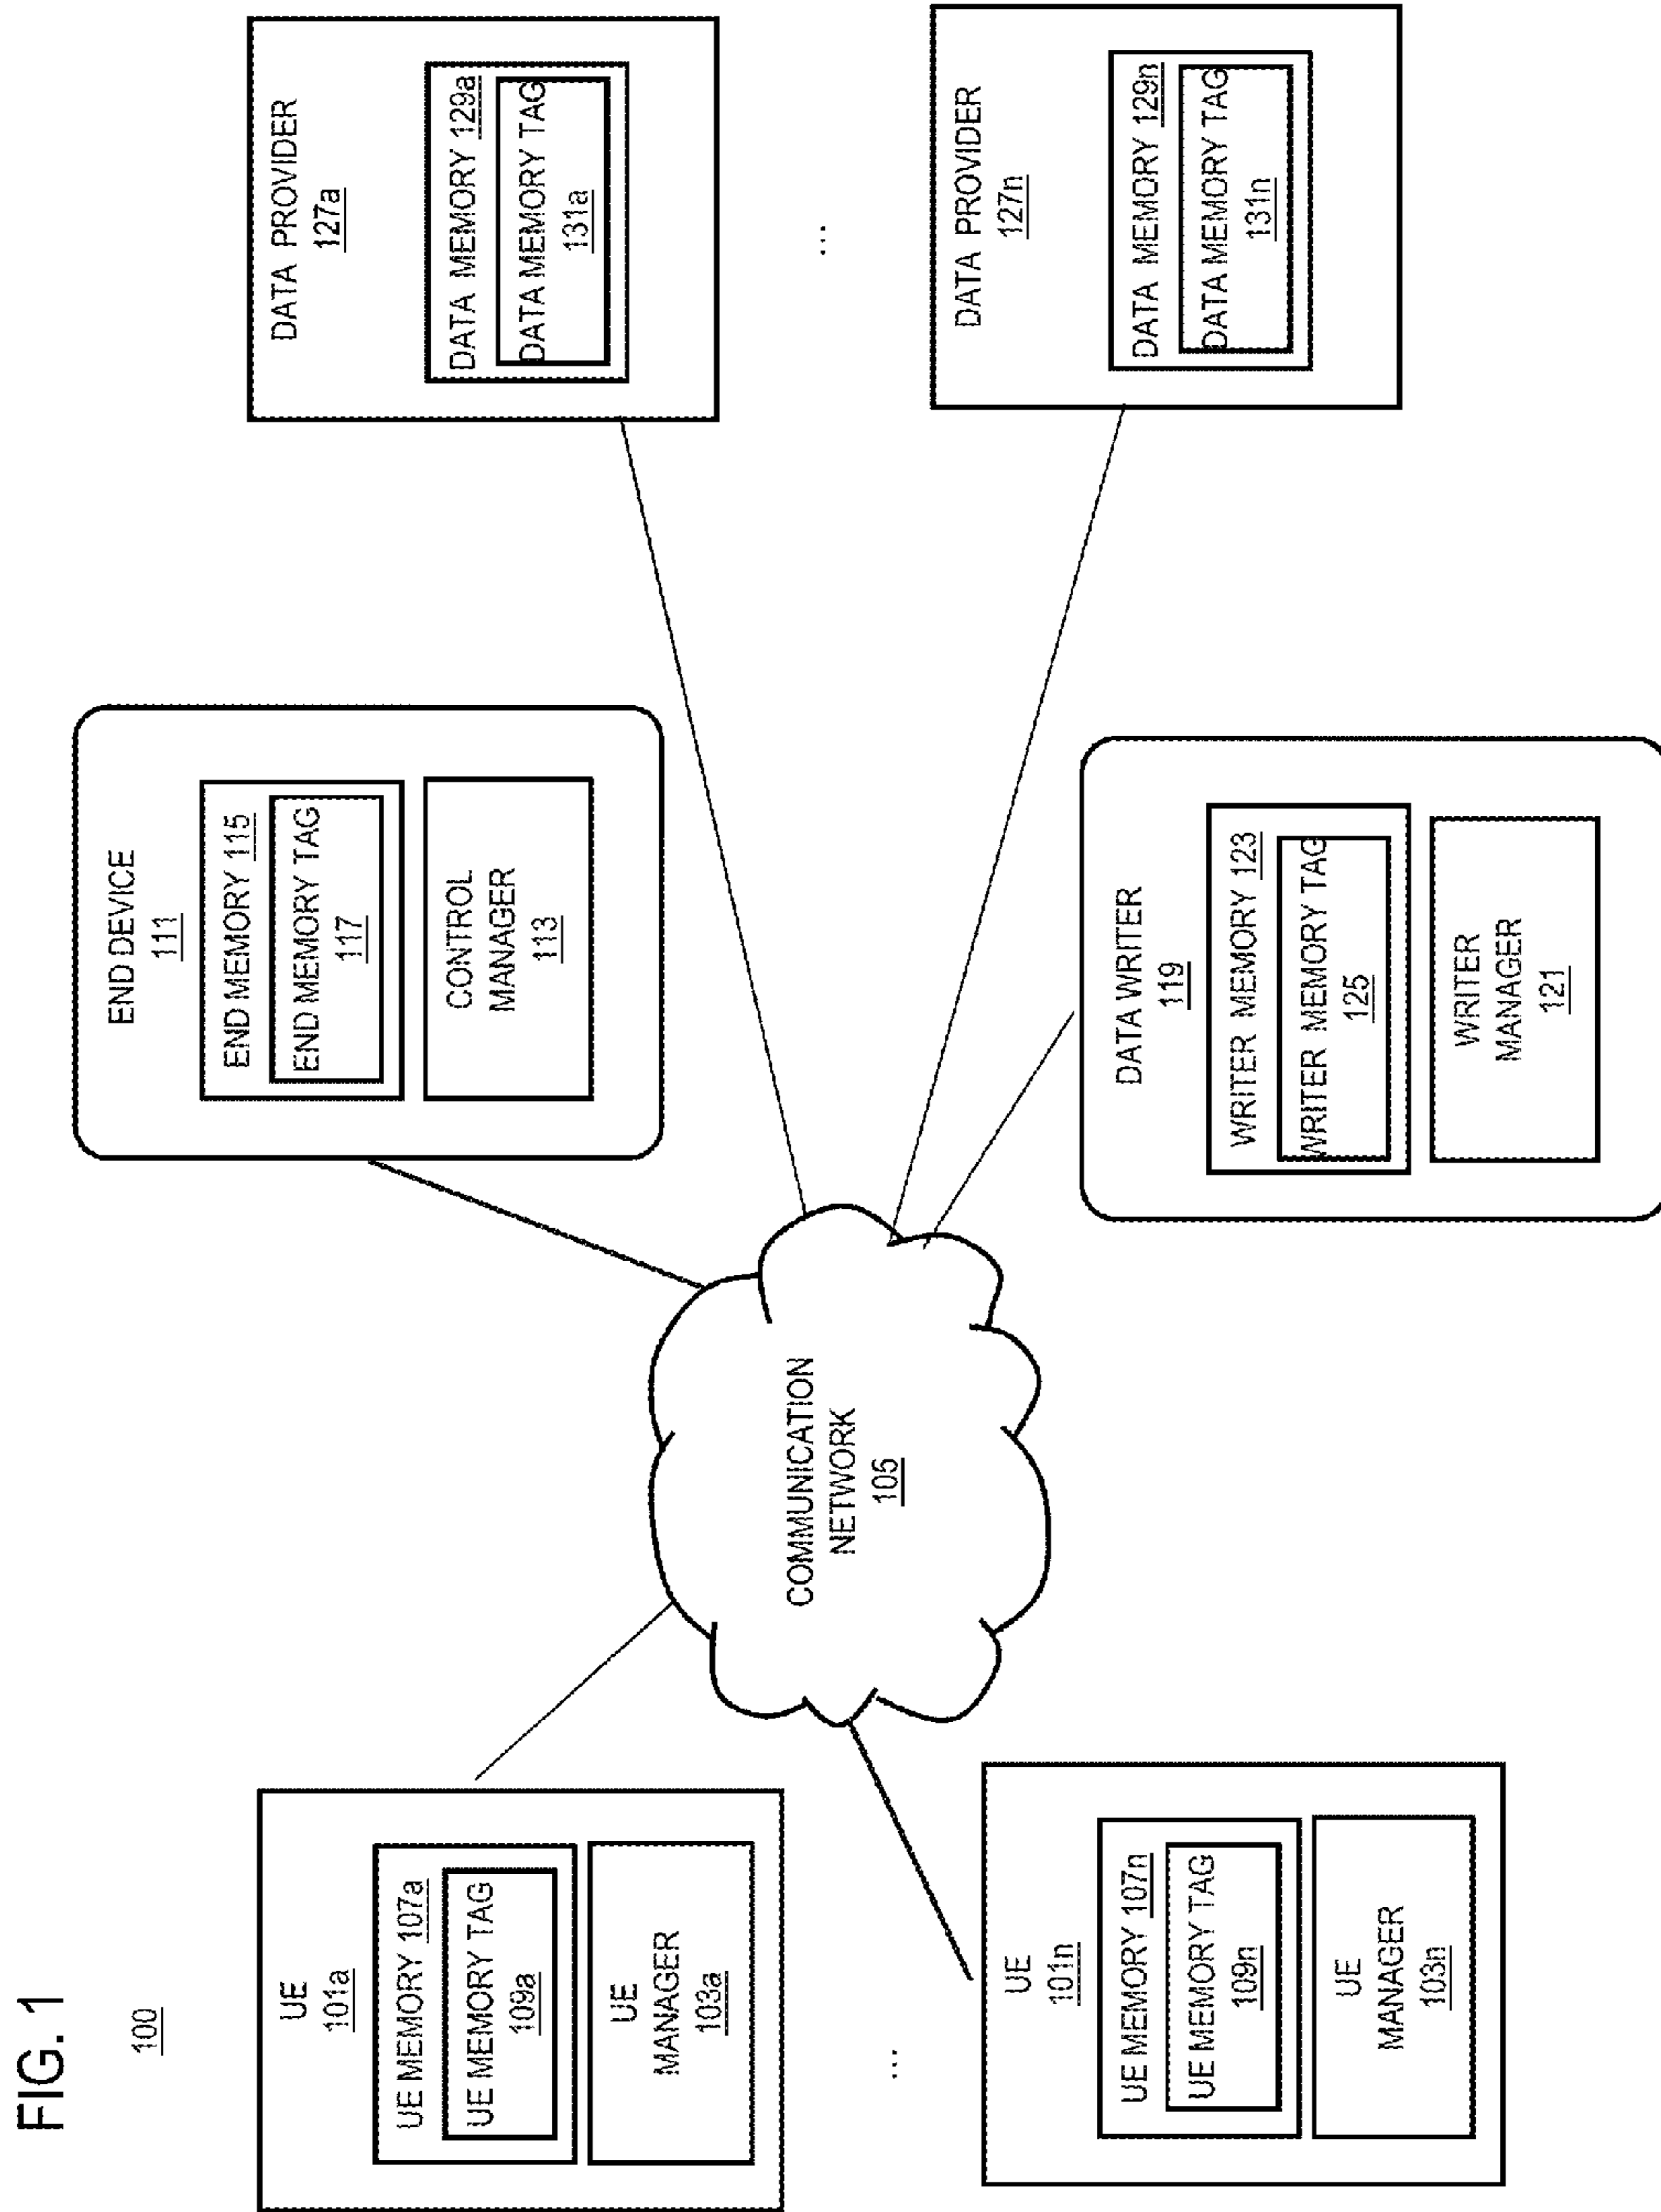 FIG. 1
100
UE
101a
UE MEMORY 107a
UE MEMORY TAG
109a
UE
MANAGER
103a
...
UE
101n
UE MEMORY 107n
UE MEMORY TAG
109n
UE
MANAGER
103n
COMMUNICATION
NETWORK
105
END DEVICE
111
END MEMORY 115
END MEMORY TAG
117
CONTROL
MANAGER
113
DATA WRITER
119
WRITER MEMORY 123
WRITER MEMORY TAG
125
WRITER
MANAGER
121
DATA PROVIDER
127a
DATA MEMORY 129a
DATA MEMORY TAG
131a
...
DATA PROVIDER
127n
DATA MEMORY 129n
DATA MEMORY TAG
131n